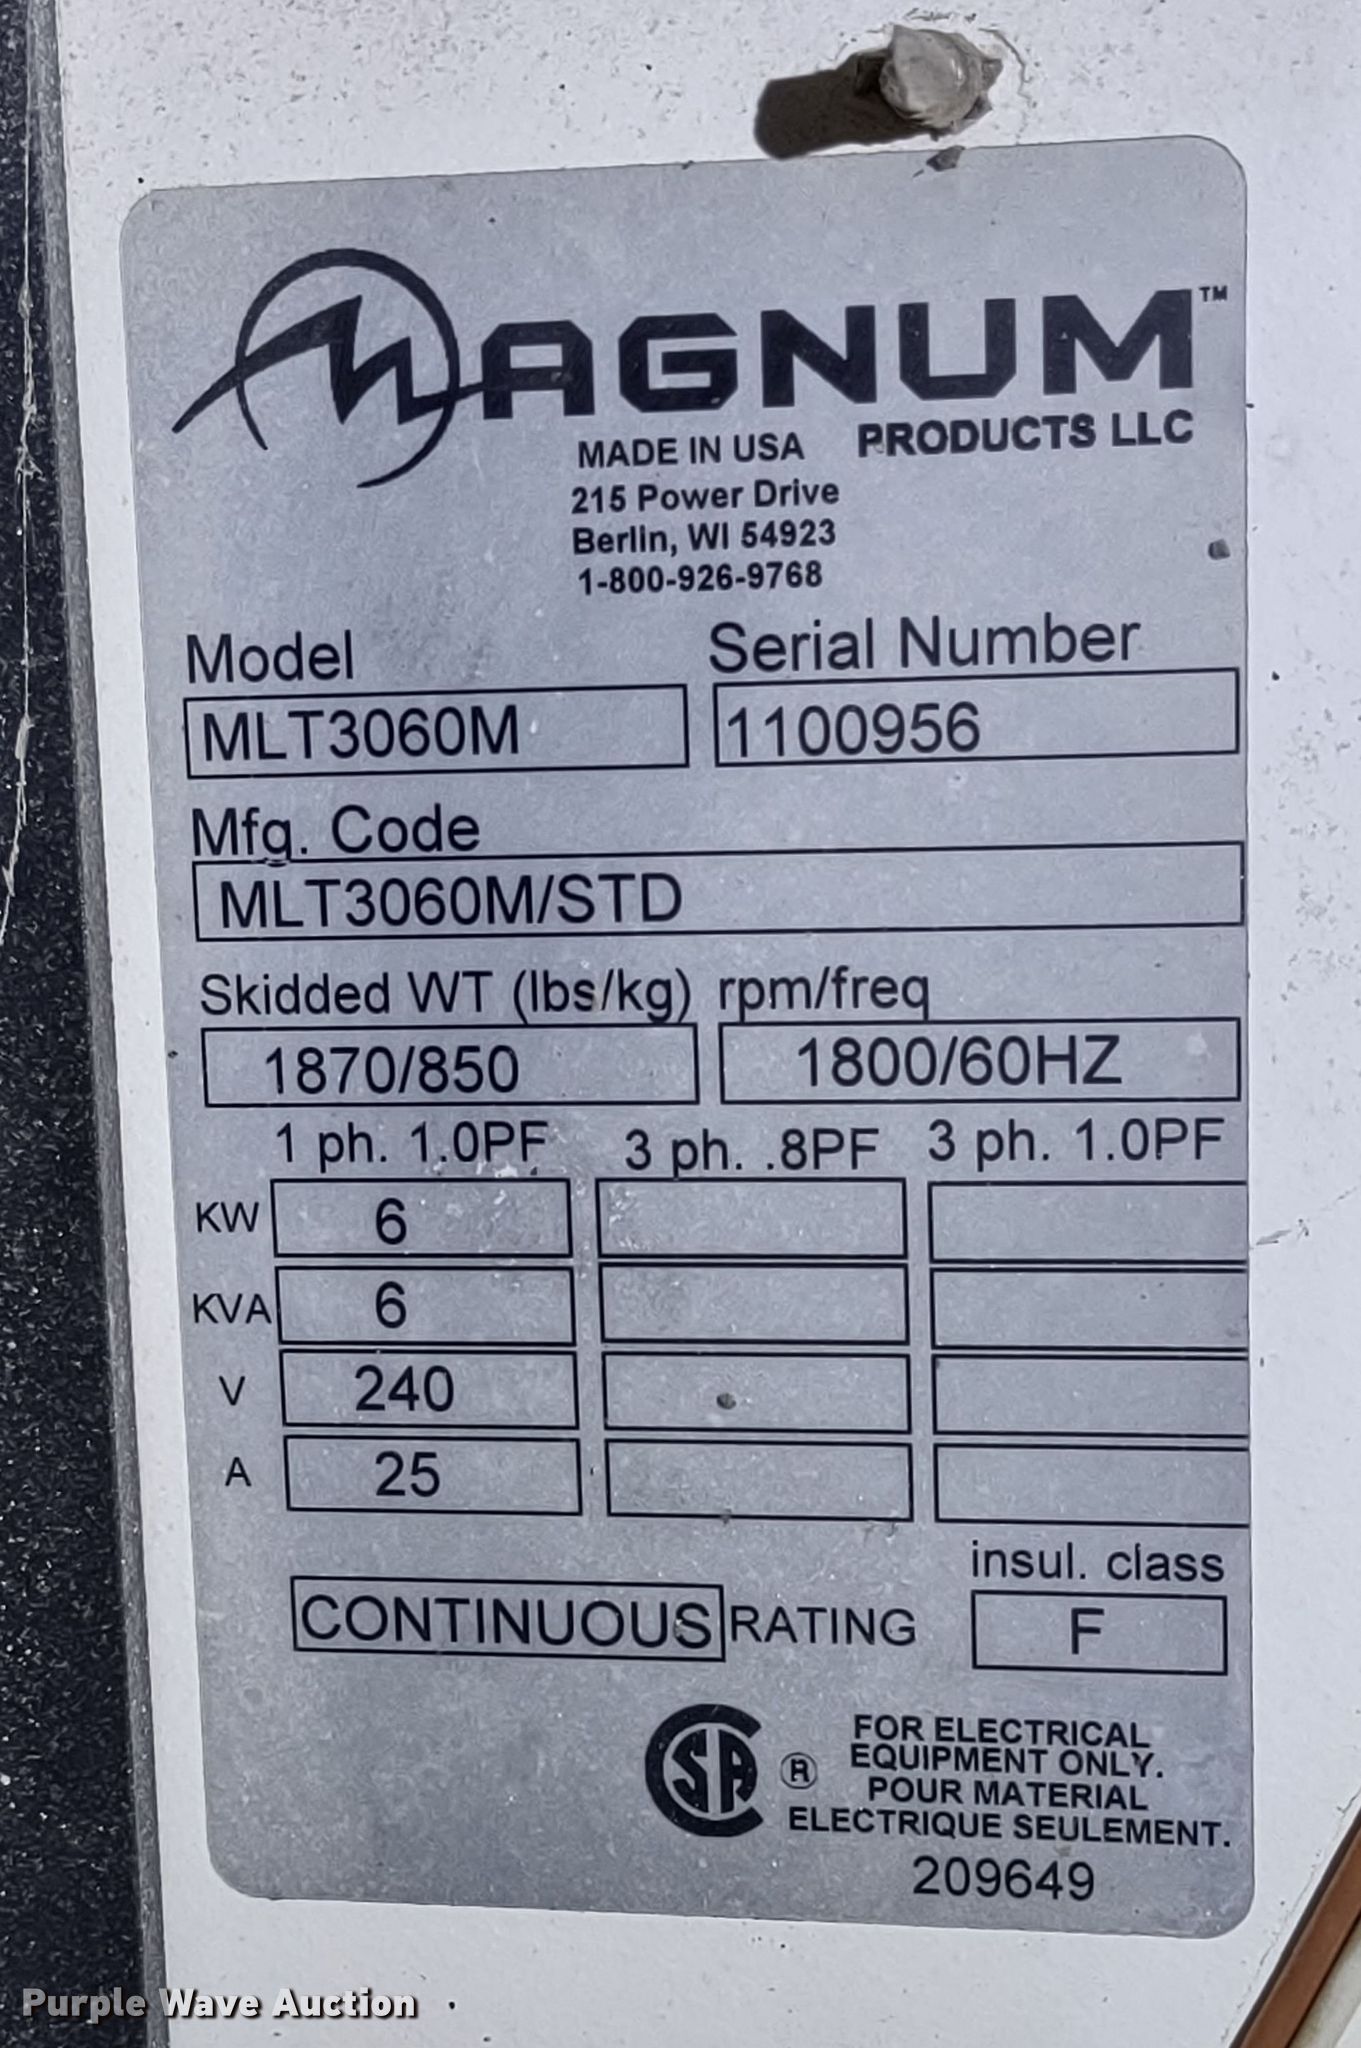 MAGNUM™
MADE IN USA PRODUCTS LLC
215 Power Drive
Berlin, WI 54923
1-800-926-9768
Model Serial Number
MLT3060M 1100956
Mfg. Code
MLT3060M/STD
Skidded WT (lbs/kg) rpm/freq
1870/850 1800/60HZ
1 ph. 1.0PF 3 ph. .8PF 3 ph. 1.0PF
KW 6
KVA 6
V 240
A 25
insul. class
CONTINUOUS RATING F
CSA ®
FOR ELECTRICAL
EQUIPMENT ONLY.
POUR MATERIAL
ELECTRIQUE SEULEMENT.
209649
Purple Wave Auction